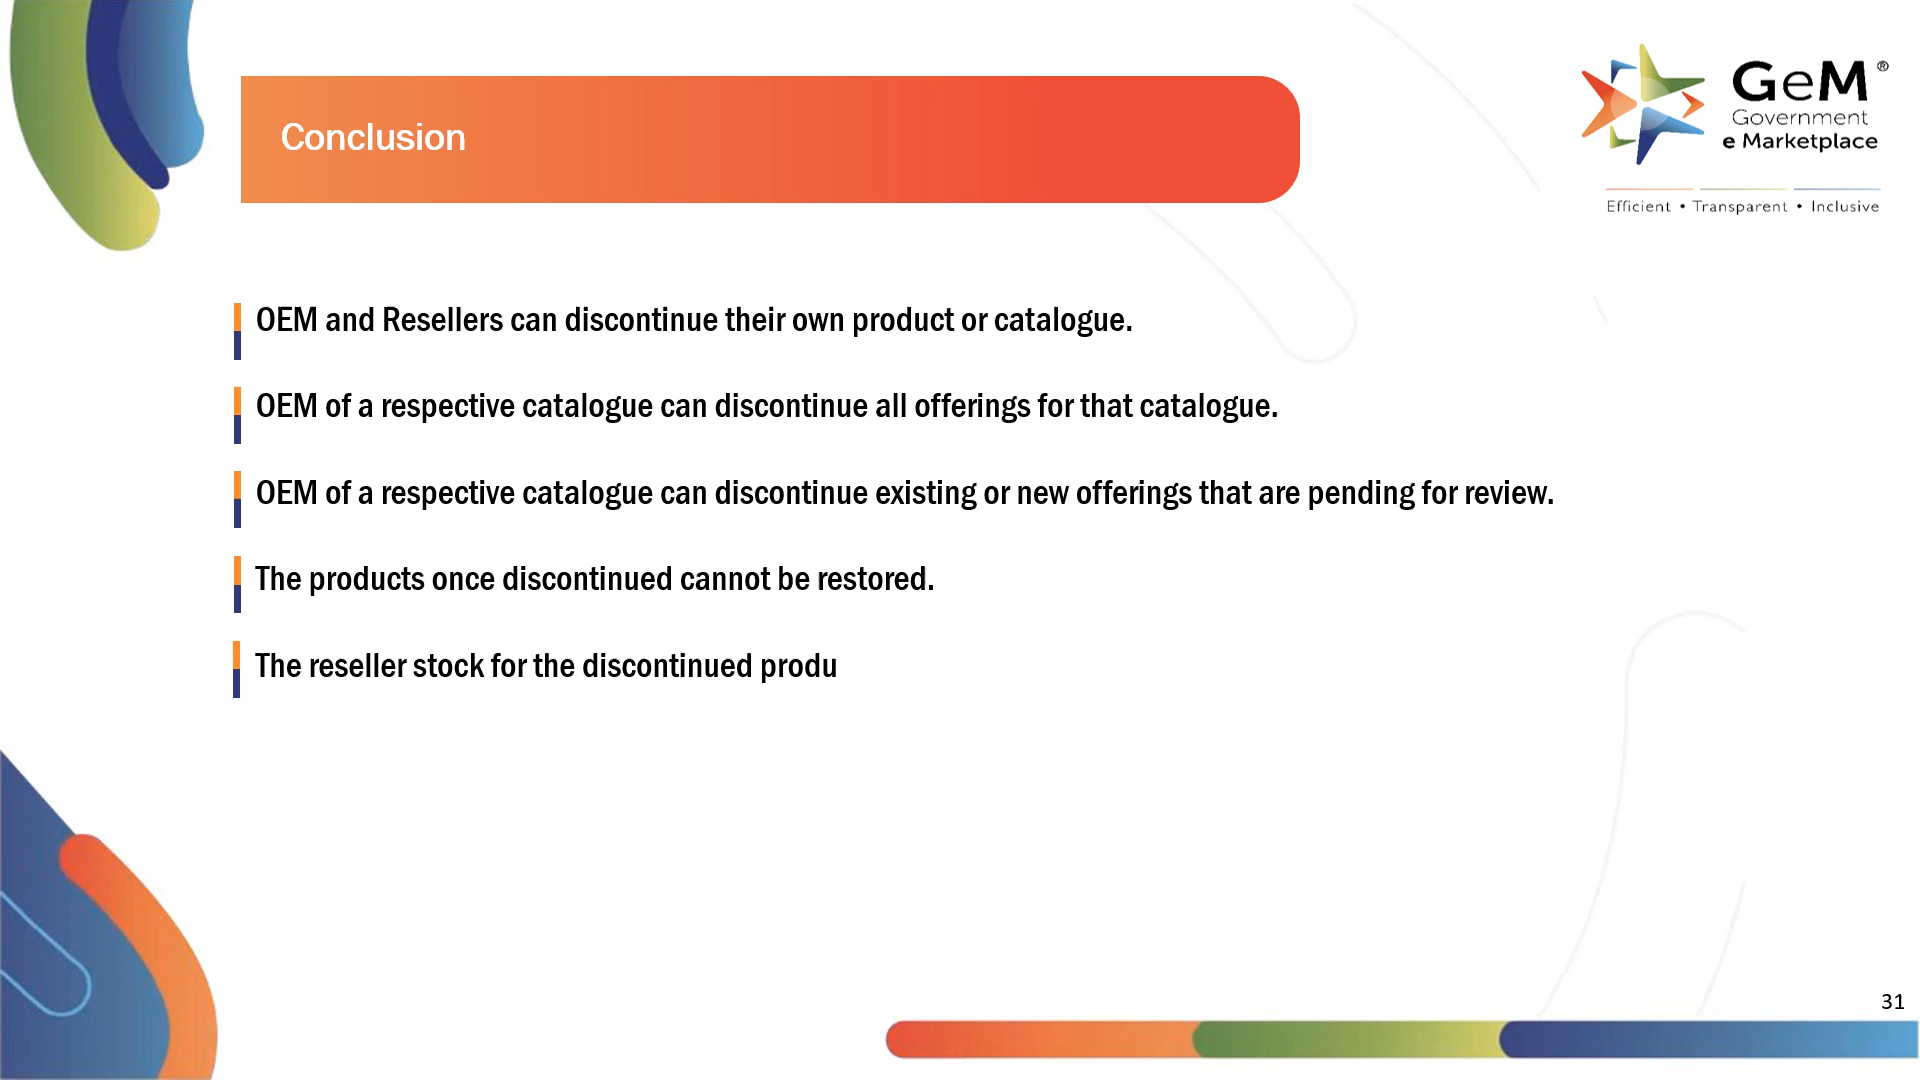 Conclusion
GeM ®
Government
e Marketplace
Efficient • Transparent • Inclusive
OEM and Resellers can discontinue their own product or catalogue.
OEM of a respective catalogue can discontinue all offerings for that catalogue.
OEM of a respective catalogue can discontinue existing or new offerings that are pending for review.
The products once discontinued cannot be restored.
The reseller stock for the discontinued produ
31